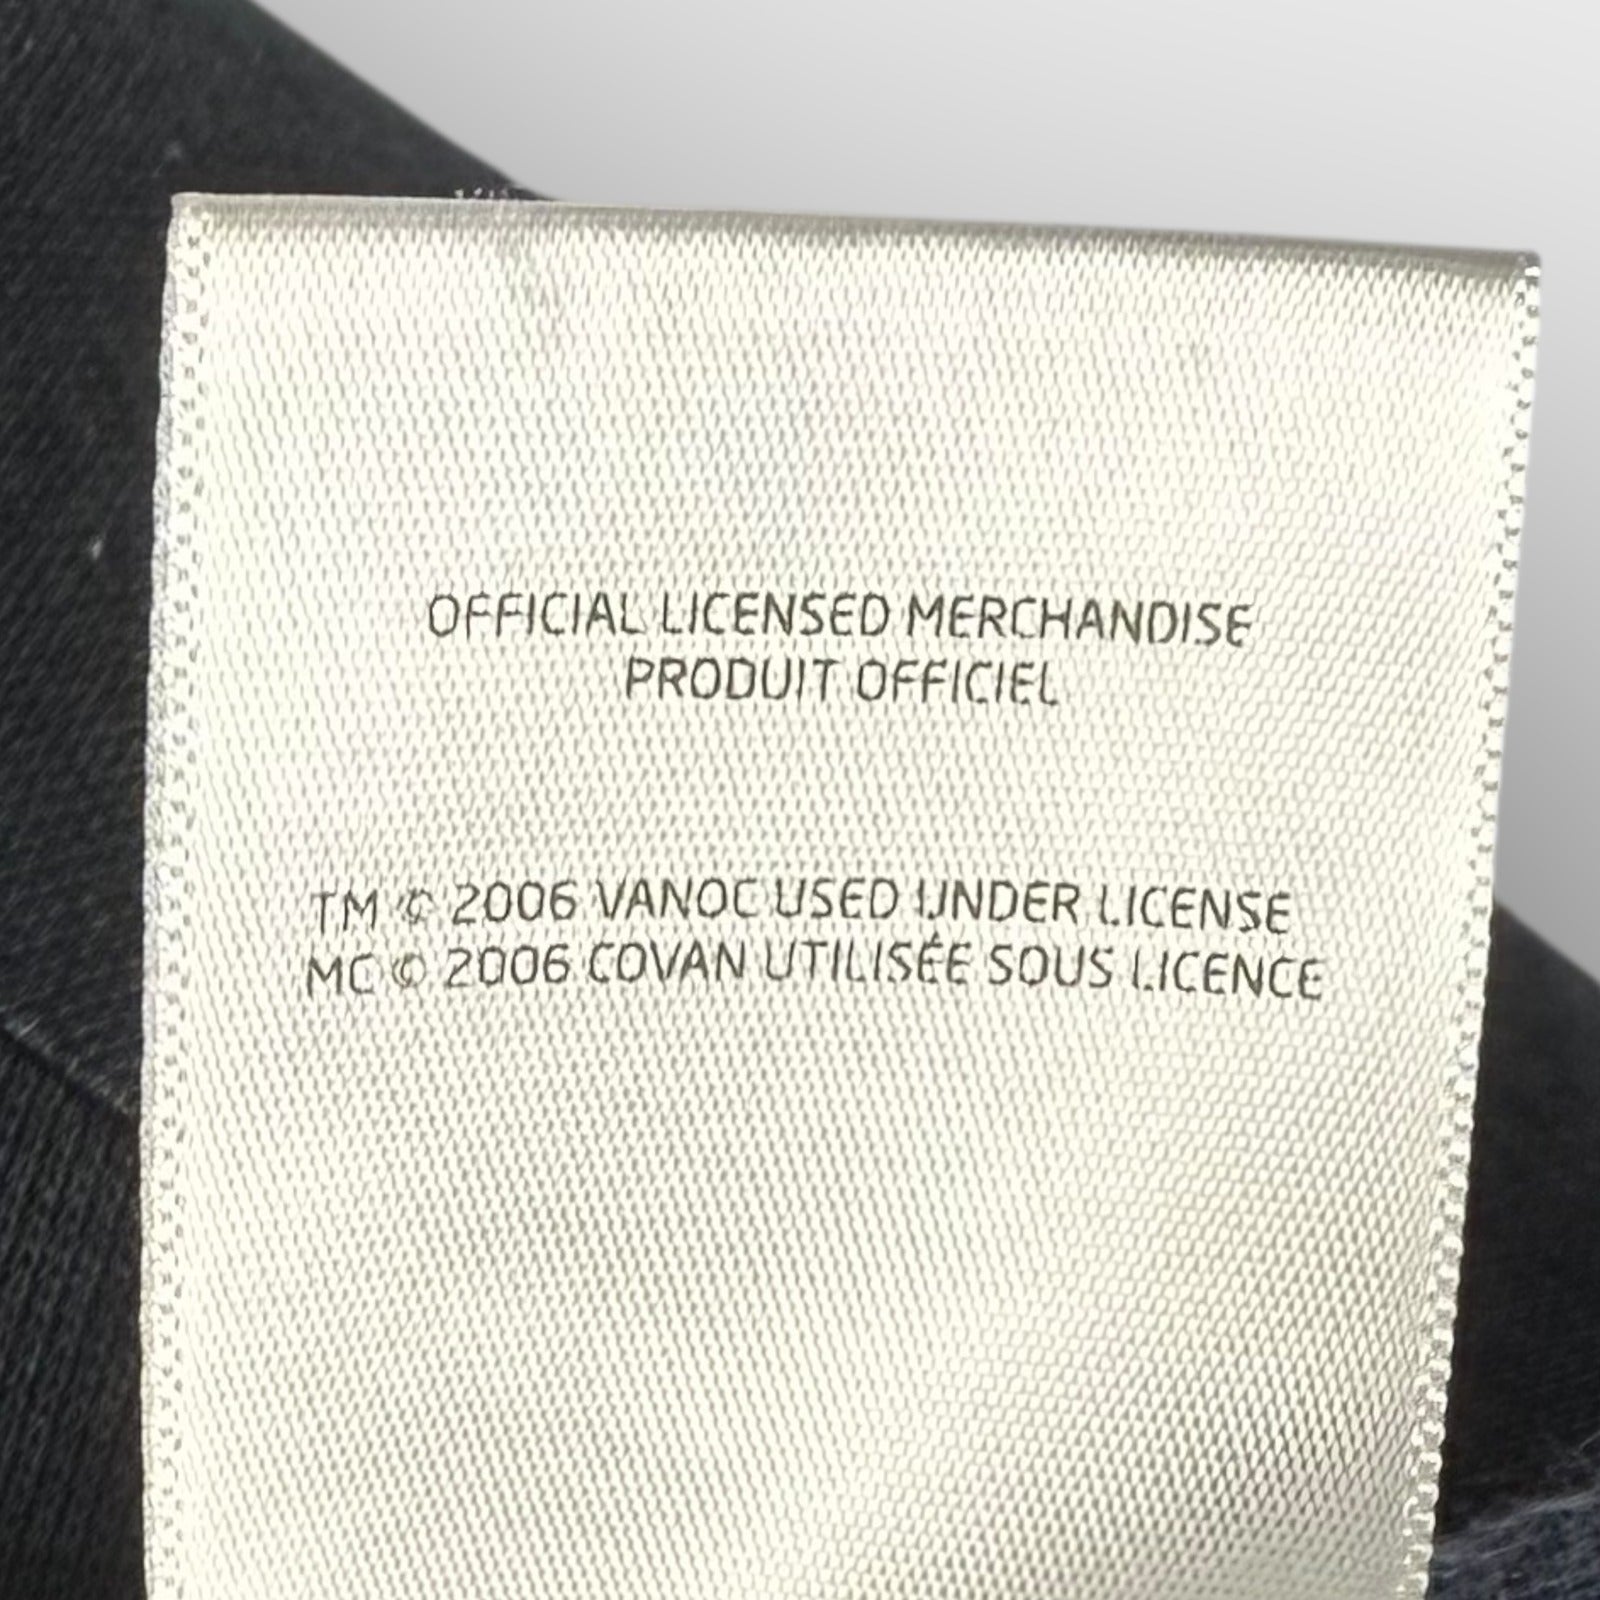 OFFICIAL LICENSED MERCHANDISE
PRODUIT OFFICIEL
TM © 2006 VANOC USED UNDER LICENSE
MC © 2006 COVAN UTILISÉE SOUS LICENCE